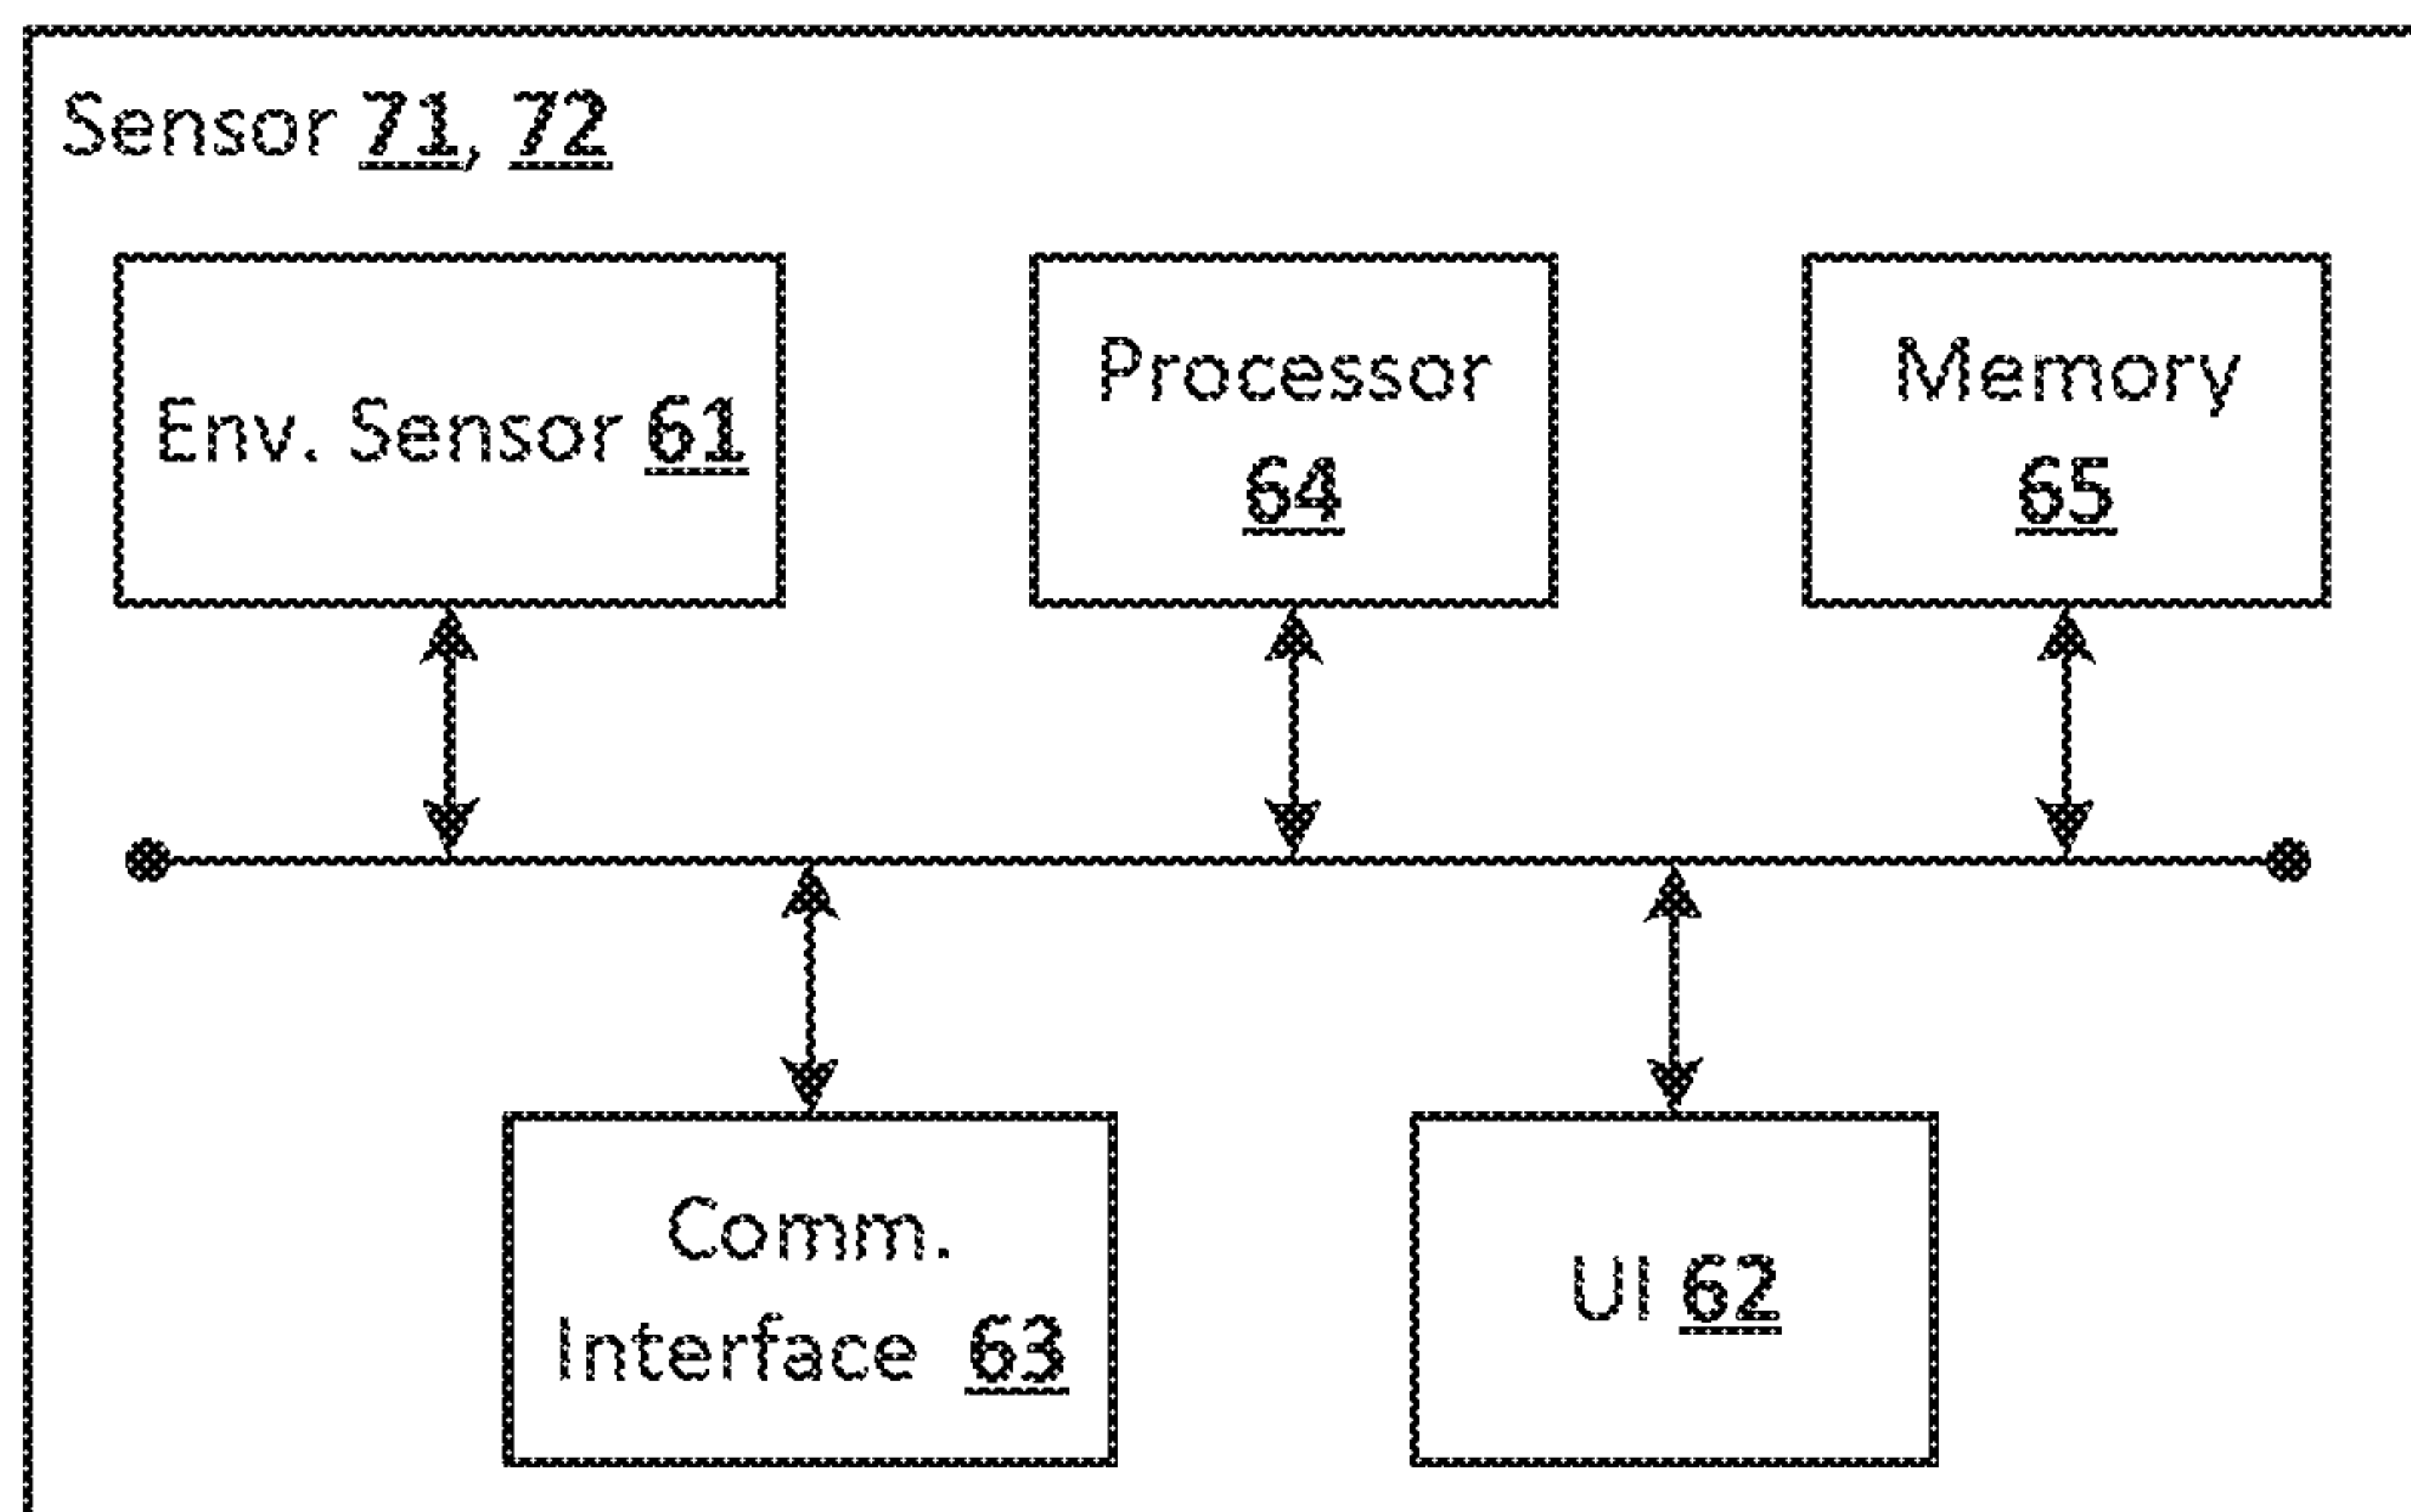 Sensor 71, 72
Env. Sensor 61
Processor
64
Memory
65
Comm.
Interface 63
UI 62